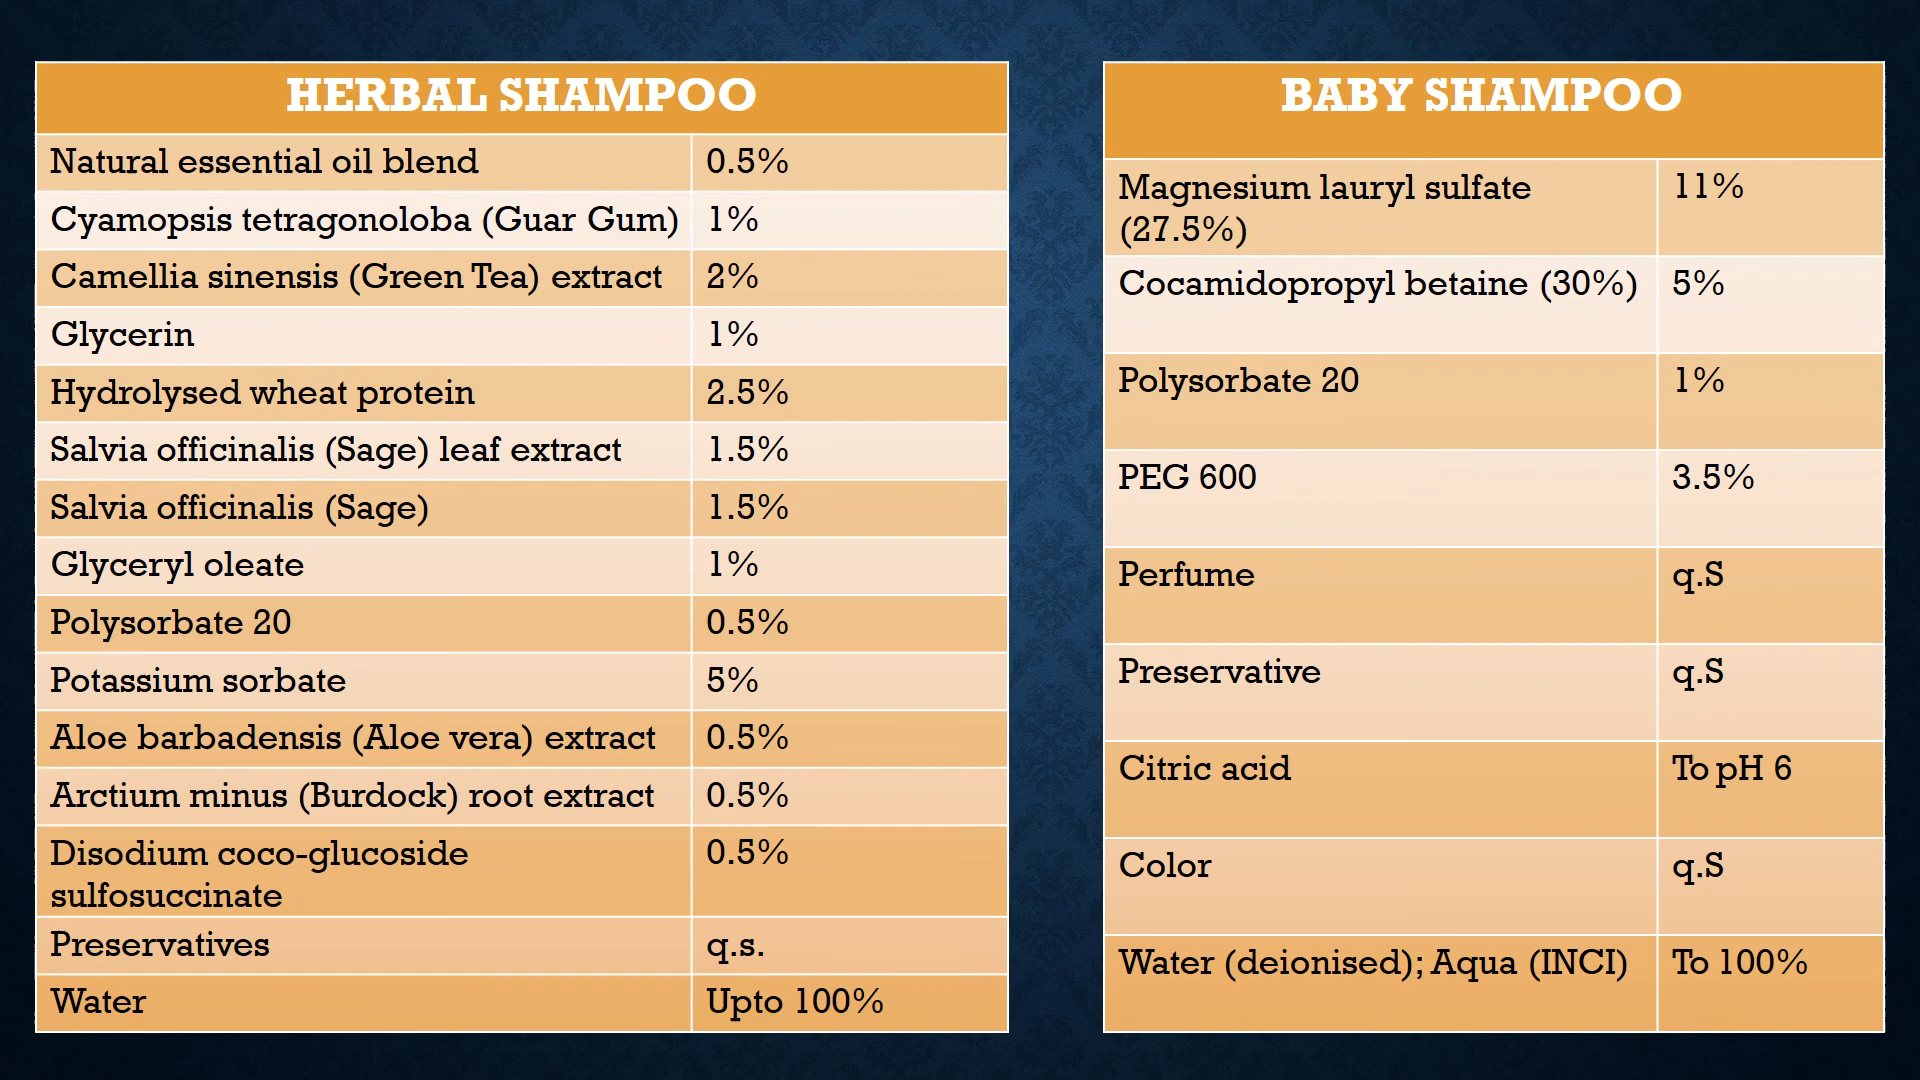 HERBAL SHAMPOO
Natural essential oil blend 0.5%
Cyamopsis tetragonoloba (Guar Gum) 1%
Camellia sinensis (Green Tea) extract 2%
Glycerin 1%
Hydrolysed wheat protein 2.5%
Salvia officinalis (Sage) leaf extract 1.5%
Salvia officinalis (Sage) 1.5%
Glyceryl oleate 1%
Polysorbate 20 0.5%
Potassium sorbate 5%
Aloe barbadensis (Aloe vera) extract 0.5%
Arctium minus (Burdock) root extract 0.5%
Disodium coco-glucoside 0.5%
sulfosuccinate
Preservatives q.s.
Water Upto 100%
BABY SHAMPOO
Magnesium lauryl sulfate 11%
(27.5%)
Cocamidopropyl betaine (30%) 5%
Polysorbate 20 1%
PEG 600 3.5%
Perfume q.S
Preservative q.S
Citric acid To pH 6
Color q.S
Water (deionised); Aqua (INCI) To 100%